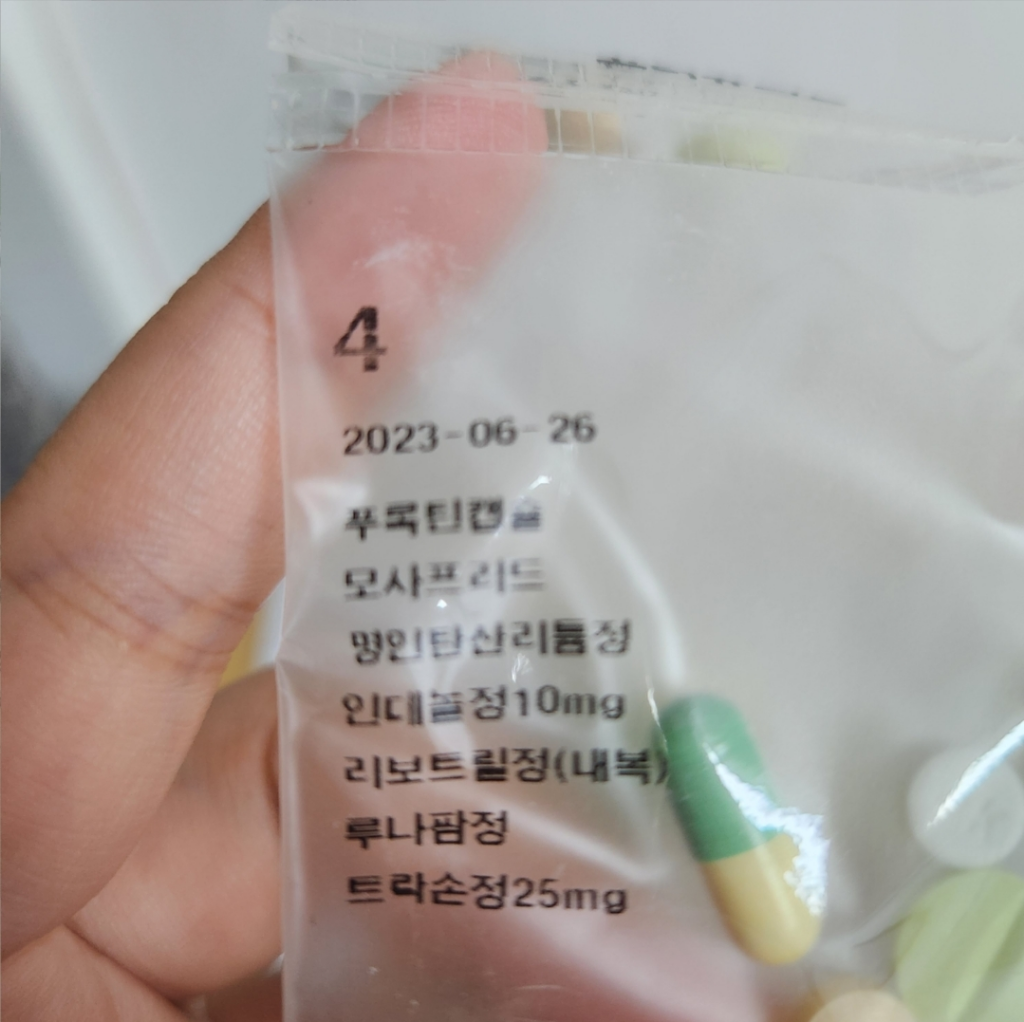 4
2023-06-26
푸록틴캡슐
모사프리드
명인탄산리튬정
인데놀정10mg
리보트릴정(내복)
루나팜정
트라손정25mg